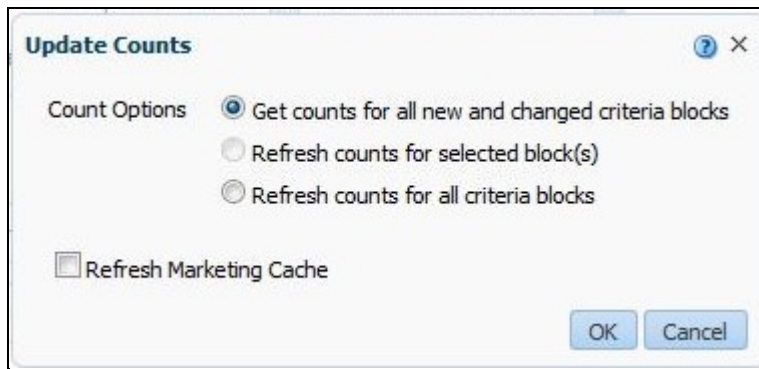 Update Counts
Count Options Get counts for all new and changed criteria blocks
Refresh counts for selected block(s)
Refresh counts for all criteria blocks
Refresh Marketing Cache
OK Cancel